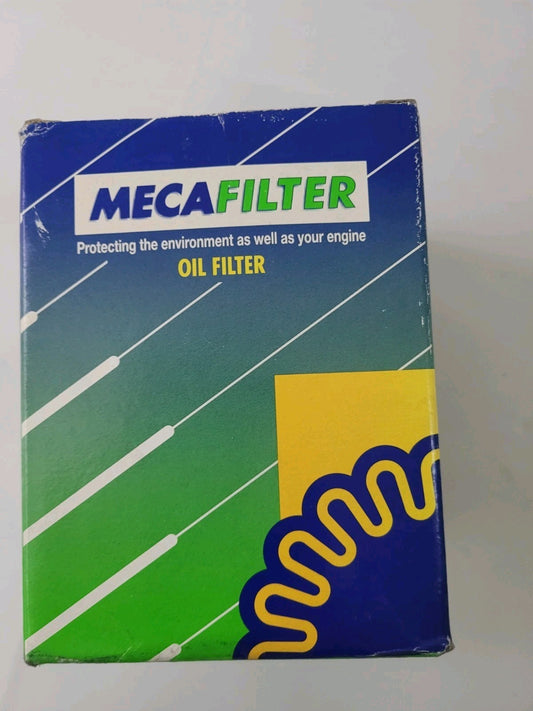 MECAFILTER
Protecting the environment as well as your engine
OIL FILTER